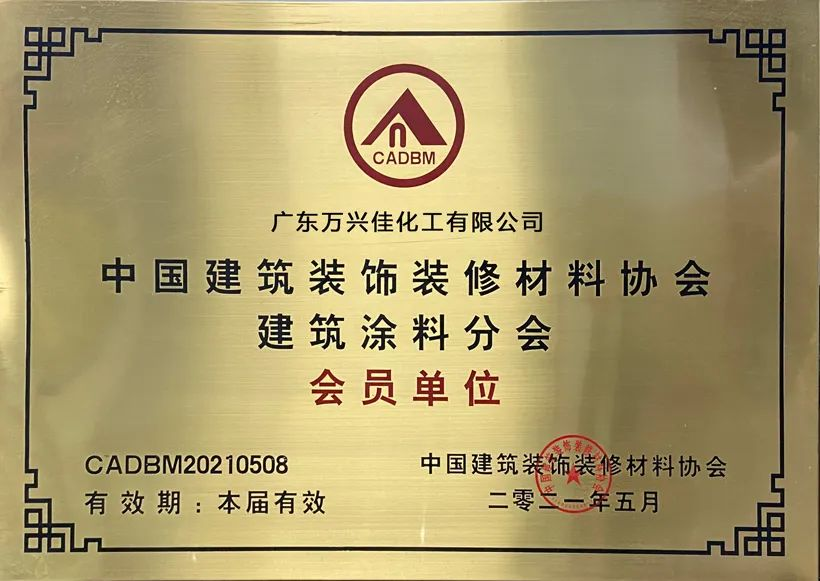 CADBM
广东万兴佳化工有限公司
中国建筑装饰装修材料协会
建筑涂料分会
会员单位
CADBM20210508
有效期：本届有效
中国建筑装饰装修材料协会
二零二一年五月